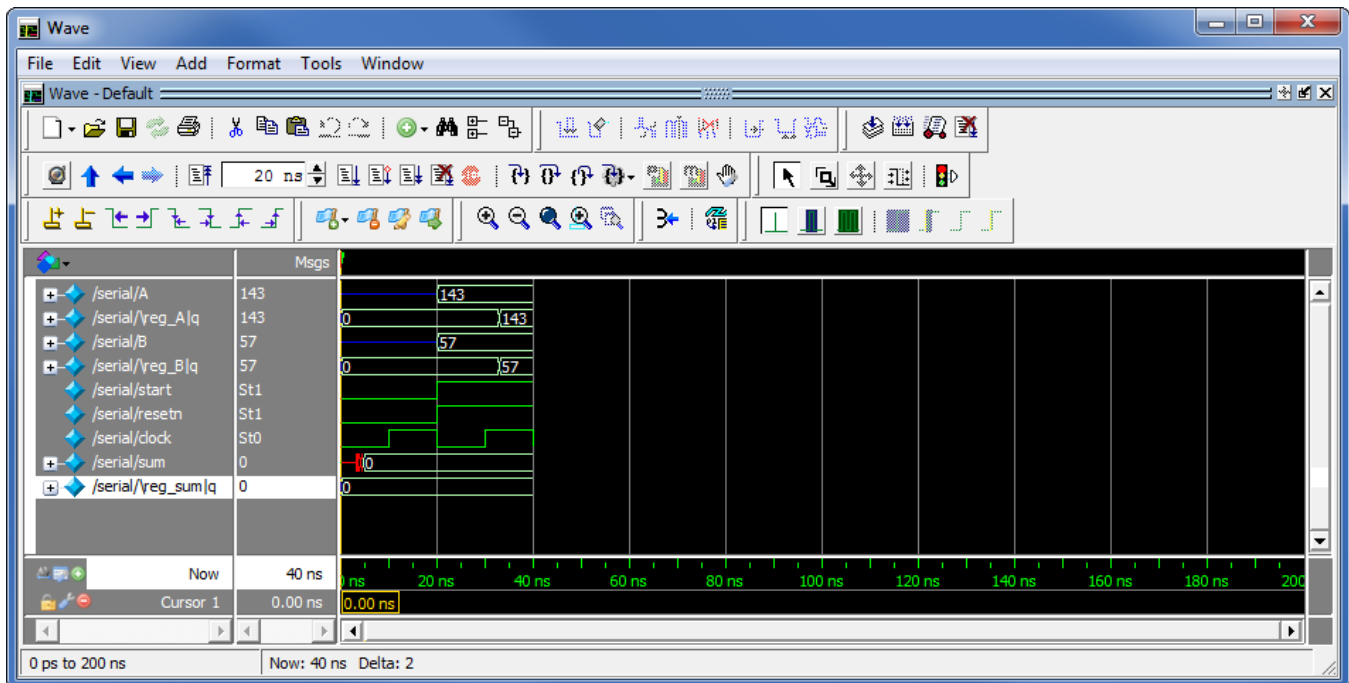 Wave
File Edit View Add Format Tools Window
Wave - Default
20 ns
Msgs
/serial/A 143 143
/serial/\reg_A|q 143 0 143
/serial/B 57 57
/serial/\reg_B|q 57 0 57
/serial/start St1
/serial/resetn St1
/serial/clock St0
/serial/sum 0 0
/serial/\reg_sum|q 0 0
Now 40 ns ns 20 ns 40 ns 60 ns 80 ns 100 ns 120 ns 140 ns 160 ns 180 ns 200
Cursor 1 0.00 ns 0.00 ns
0 ps to 200 ns Now: 40 ns Delta: 2